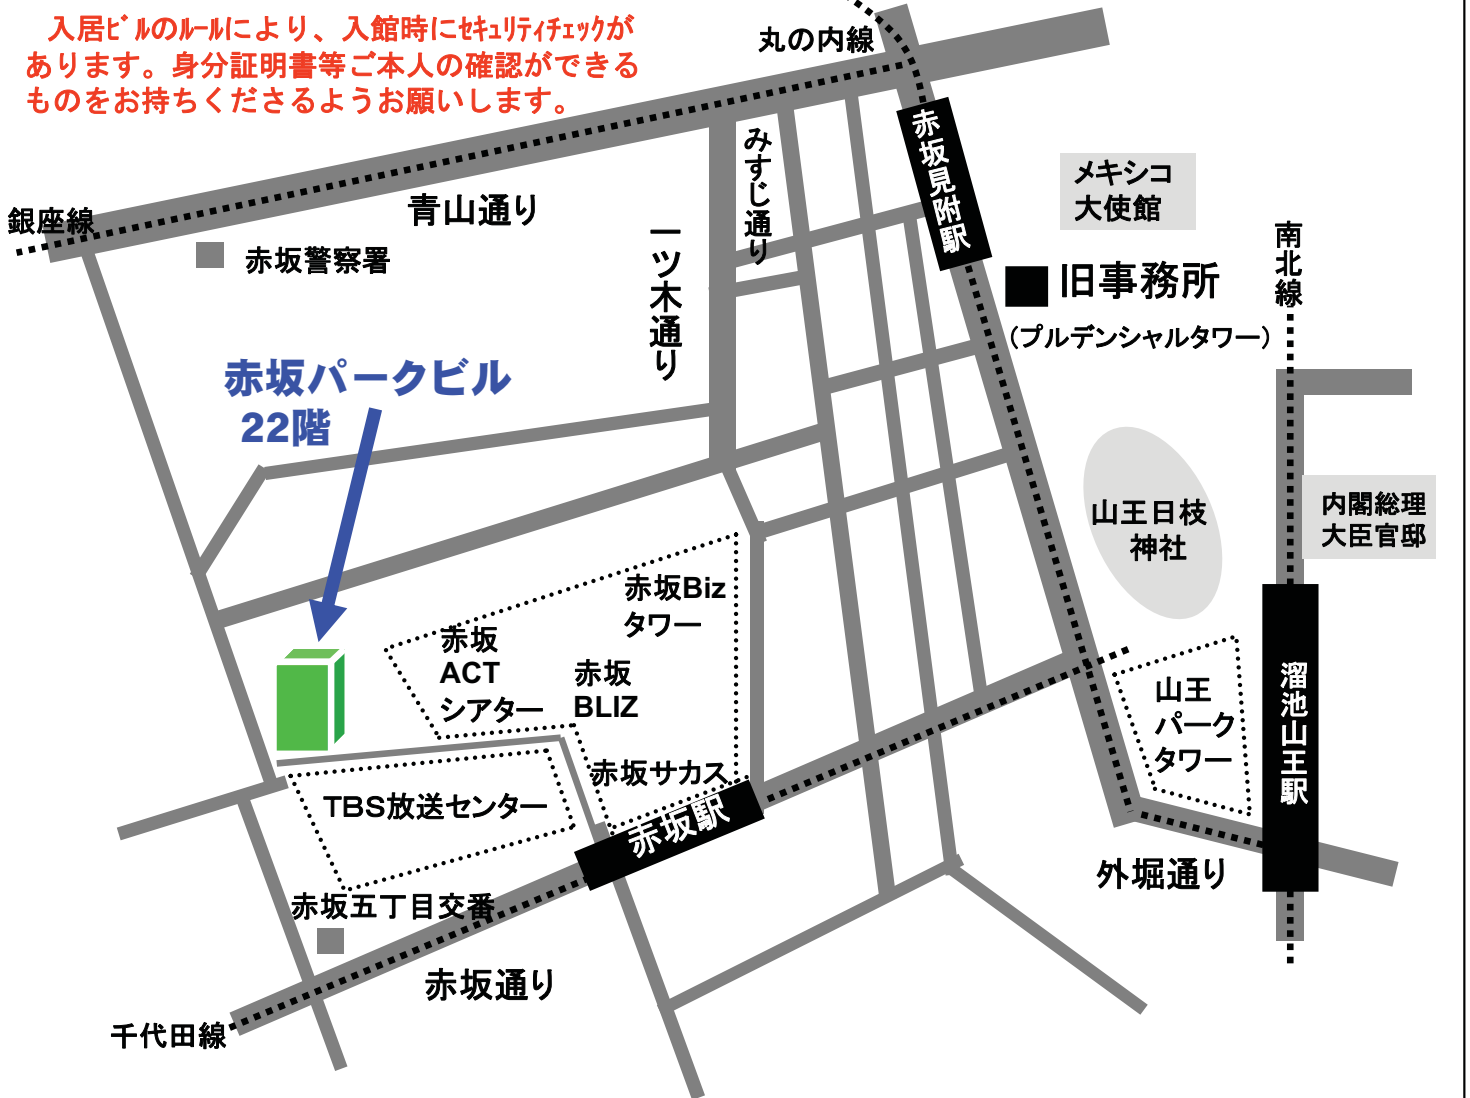 入居ﾋﾞﾙのﾙｰﾙにより、入館時にｾｷｭﾘﾃｨﾁｪｯｸが
あります。身分証明書等ご本人の確認ができる
ものをお持ちくださるようお願いします。
丸の内線
銀座線
青山通り
赤坂警察署
みすじ通り
一ツ木通り
赤坂見附駅
メキシコ
大使館
旧事務所
（プルデンシャルタワー）
南北線
赤坂パークビル
22階
山王日枝
神社
内閣総理
大臣官邸
赤坂Biz
タワー
赤坂
ACT
シアター
赤坂
BLIZ
赤坂サカス
TBS放送センター
赤坂駅
山王
パーク
タワー
溜池山王駅
外堀通り
赤坂五丁目交番
赤坂通り
千代田線